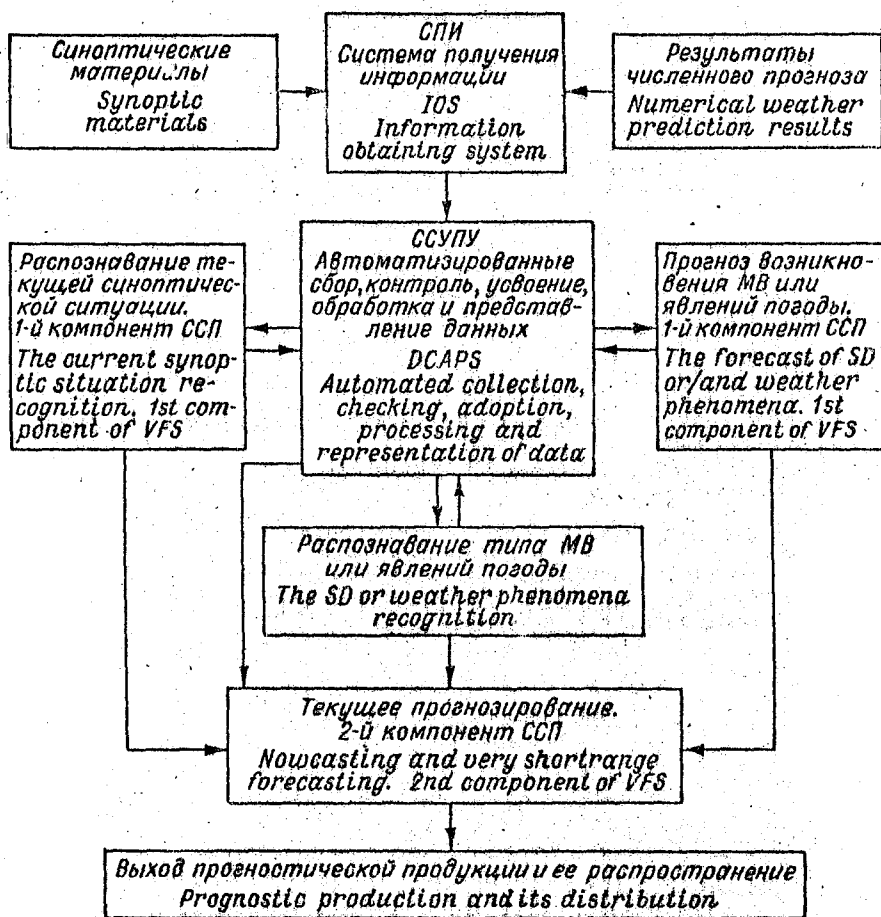 Синоптические
материалы
Synoptic
materials
СПИ
Система получения
информации
IOS
Information
obtaining system
Результаты
численного прогноза
Numerical weather
prediction results
Распознавание те-
кущей синоптичес-
кой ситуации.
1-й компонент ССП
The current synop-
tic situation re-
cognition. 1st com-
ponent of VFS
ССУПУ
Автоматизированные
сбор, контроль, усвоение,
обработка и представ-
ление данных
DCAPS
Automated collection,
checking, adoption,
processing and
representation of data
Прогноз возникно-
вения МВ или
явлений погоды.
1-й компонент ССП
The forecast of SD
or/and weather
phenomena. 1st
component of VFS
Распознавание типа МВ
или явлений погоды
The SD or weather phenomena
recognition
Текущее прогнозирование.
2-й компонент ССП
Nowcasting and very shortrange
forecasting. 2nd component of VFS
Выход прогностической продукции и ее распространение
Prognostic production and its distribution